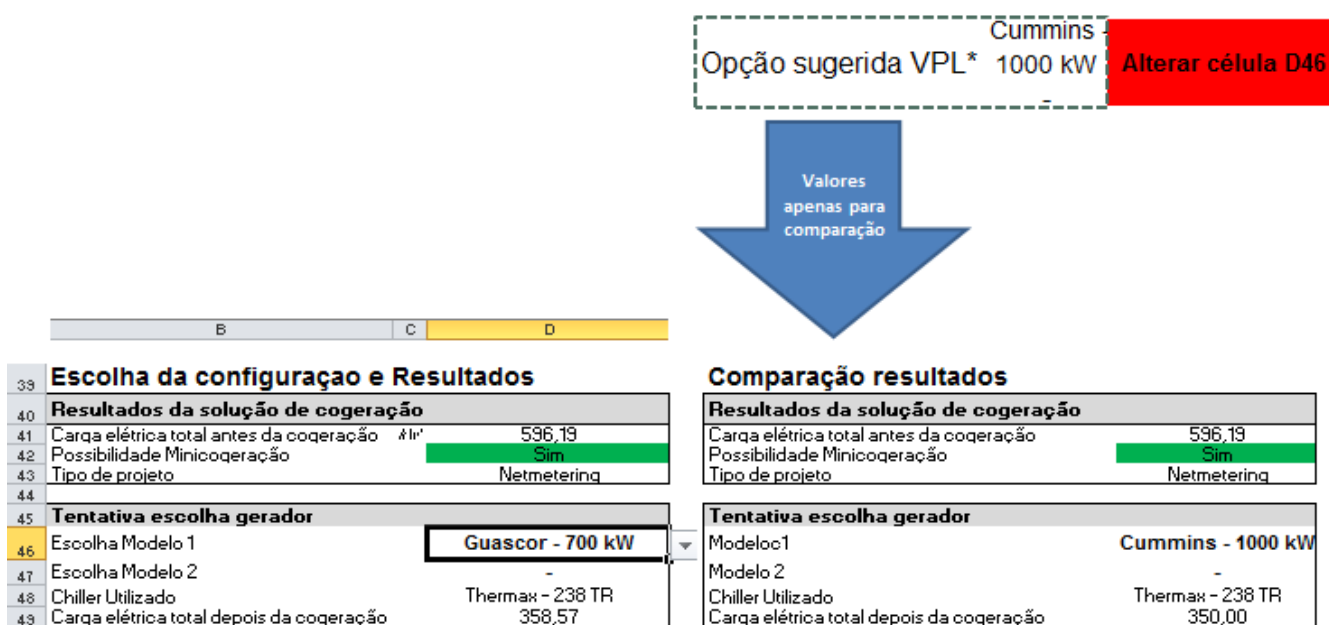 Cummins -
Opção sugerida VPL* 1000 kW Alterar célula D46
-
Valores
apenas para
comparação
B C D
39 Escolha da configuraçao e Resultados Comparação resultados
40 Resultados da solução de cogeração Resultados da solução de cogeração
41 Carga elétrica total antes da cogeração 596,19 Carga elétrica total antes da cogeração 596,19
42 Possibilidade Minicogeração Sim Possibilidade Minicogeração Sim
43 Tipo de projeto Netmetering Tipo de projeto Netmetering
44
45 Tentativa escolha gerador Tentativa escolha gerador
46 Escolha Modelo 1 Guascor - 700 kW Modeloc1 Cummins - 1000 kW
47 Escolha Modelo 2 - Modelo 2 -
48 Chiller Utilizado Thermax - 238 TR Chiller Utilizado Thermax - 238 TR
49 Carga elétrica total depois da cogeração 358,57 Carga elétrica total depois da cogeração 350,00